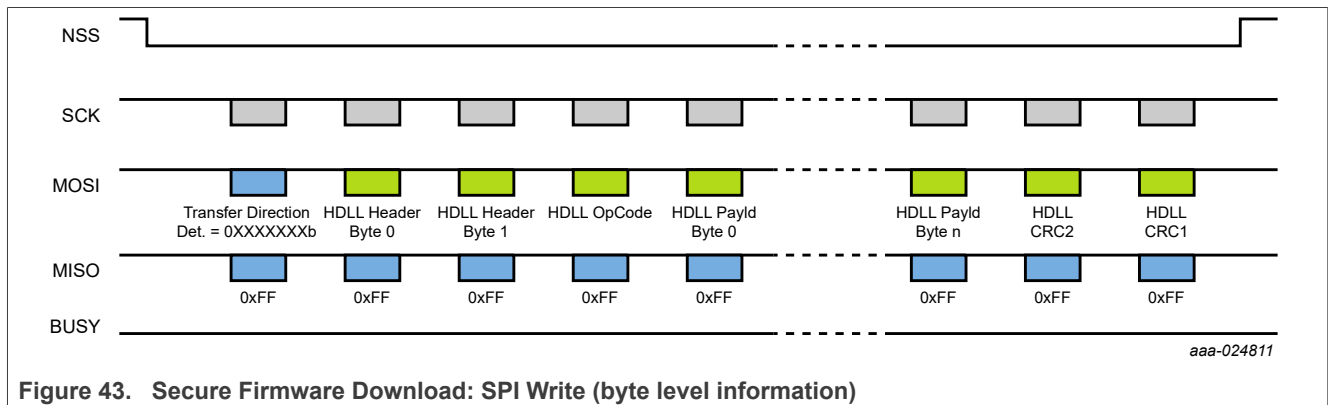 NSS
SCK
MOSI
Transfer Direction
Det. = 0XXXXXXXb
HDLL Header
Byte 0
HDLL Header
Byte 1
HDLL OpCode
HDLL Payld
Byte 0
HDLL Payld
Byte n
HDLL
CRC2
HDLL
CRC1
MISO
0xFF
0xFF
0xFF
0xFF
0xFF
0xFF
0xFF
0xFF
BUSY
aaa-024811
Figure 43. Secure Firmware Download: SPI Write (byte level information)